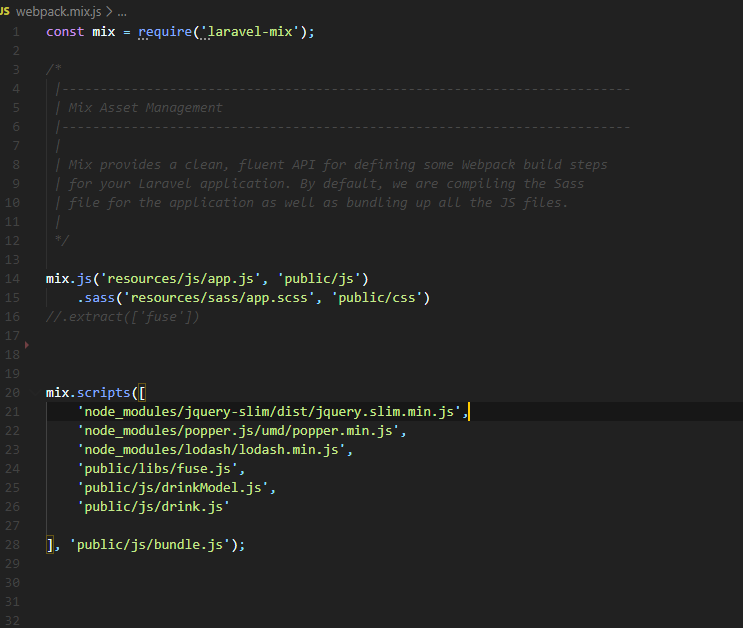 JS webpack.mix.js > ...
1 const mix = require('laravel-mix');
2
3 /*
4 |--------------------------------------------------------------------------
5 | Mix Asset Management
6 |--------------------------------------------------------------------------
7 |
8 | Mix provides a clean, fluent API for defining some Webpack build steps
9 | for your Laravel application. By default, we are compiling the Sass
10 | file for the application as well as bundling up all the JS files.
11 |
12 */
13
14 mix.js('resources/js/app.js', 'public/js')
15 .sass('resources/sass/app.scss', 'public/css')
16 //.extract(['fuse'])
17
18
19
20 mix.scripts([
21 'node_modules/jquery-slim/dist/jquery.slim.min.js',
22 'node_modules/popper.js/umd/popper.min.js',
23 'node_modules/lodash/lodash.min.js',
24 'public/libs/fuse.js',
25 'public/js/drinkModel.js',
26 'public/js/drink.js'
27
28 ], 'public/js/bundle.js');
29
30
31
32